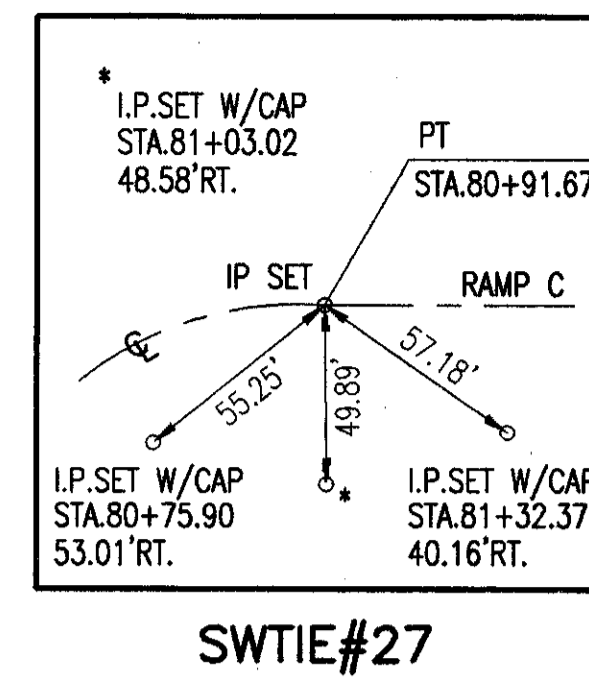 *
I.P.SET W/CAP
STA.81+03.02
48.58'RT.
PT
STA.80+91.67
IP SET
RAMP C
℄
55.25'
49.89'
57.18'
*
I.P.SET W/CAP
STA.80+75.90
53.01'RT.
I.P.SET W/CAP
STA.81+32.37
40.16'RT.
SWTIE#27